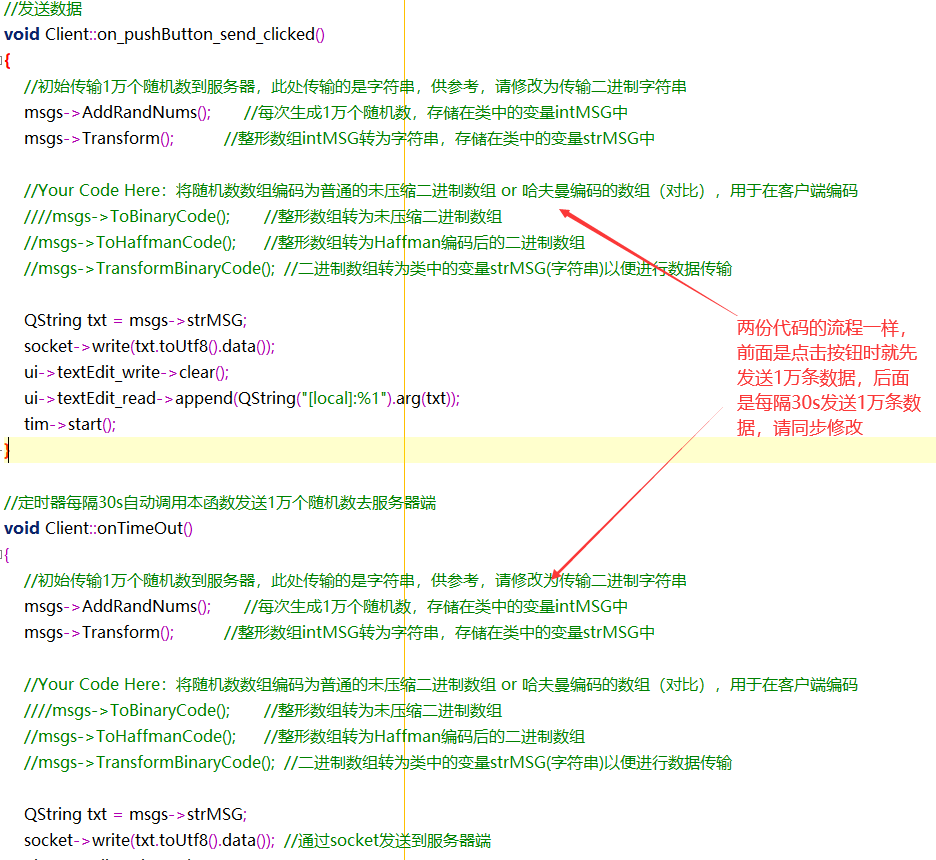 //发送数据
void Client::on_pushButton_send_clicked()
{
//初始传输1万个随机数到服务器，此处传输的是字符串，供参考，请修改为传输二进制字符串
msgs->AddRandNums(); //每次生成1万个随机数，存储在类中的变量intMSG中
msgs->Transform(); //整形数组intMSG转为字符串，存储在类中的变量strMSG中
//Your Code Here：将随机数数组编码为普通的未压缩二进制数组 or 哈夫曼编码的数组（对比），用于在客户端编码
////msgs->ToBinaryCode(); //整形数组转为未压缩二进制数组
//msgs->ToHaffmanCode(); //整形数组转为Haffman编码后的二进制数组
//msgs->TransformBinaryCode(); //二进制数组转为类中的变量strMSG(字符串)以便进行数据传输
QString txt = msgs->strMSG;
socket->write(txt.toUtf8().data());
ui->textEdit_write->clear();
ui->textEdit_read->append(QString("[local]:%1").arg(txt));
tim->start();
}
两份代码的流程一样，
前面是点击按钮时就先
发送1万条数据，后面
是每隔30s发送1万条数
据，请同步修改
//定时器每隔30s自动调用本函数发送1万个随机数去服务器端
void Client::onTimeOut()
{
//初始传输1万个随机数到服务器，此处传输的是字符串，供参考，请修改为传输二进制字符串
msgs->AddRandNums(); //每次生成1万个随机数，存储在类中的变量intMSG中
msgs->Transform(); //整形数组intMSG转为字符串，存储在类中的变量strMSG中
//Your Code Here：将随机数数组编码为普通的未压缩二进制数组 or 哈夫曼编码的数组（对比），用于在客户端编码
////msgs->ToBinaryCode(); //整形数组转为未压缩二进制数组
//msgs->ToHaffmanCode(); //整形数组转为Haffman编码后的二进制数组
//msgs->TransformBinaryCode(); //二进制数组转为类中的变量strMSG(字符串)以便进行数据传输
QString txt = msgs->strMSG;
socket->write(txt.toUtf8().data()); //通过socket发送到服务器端